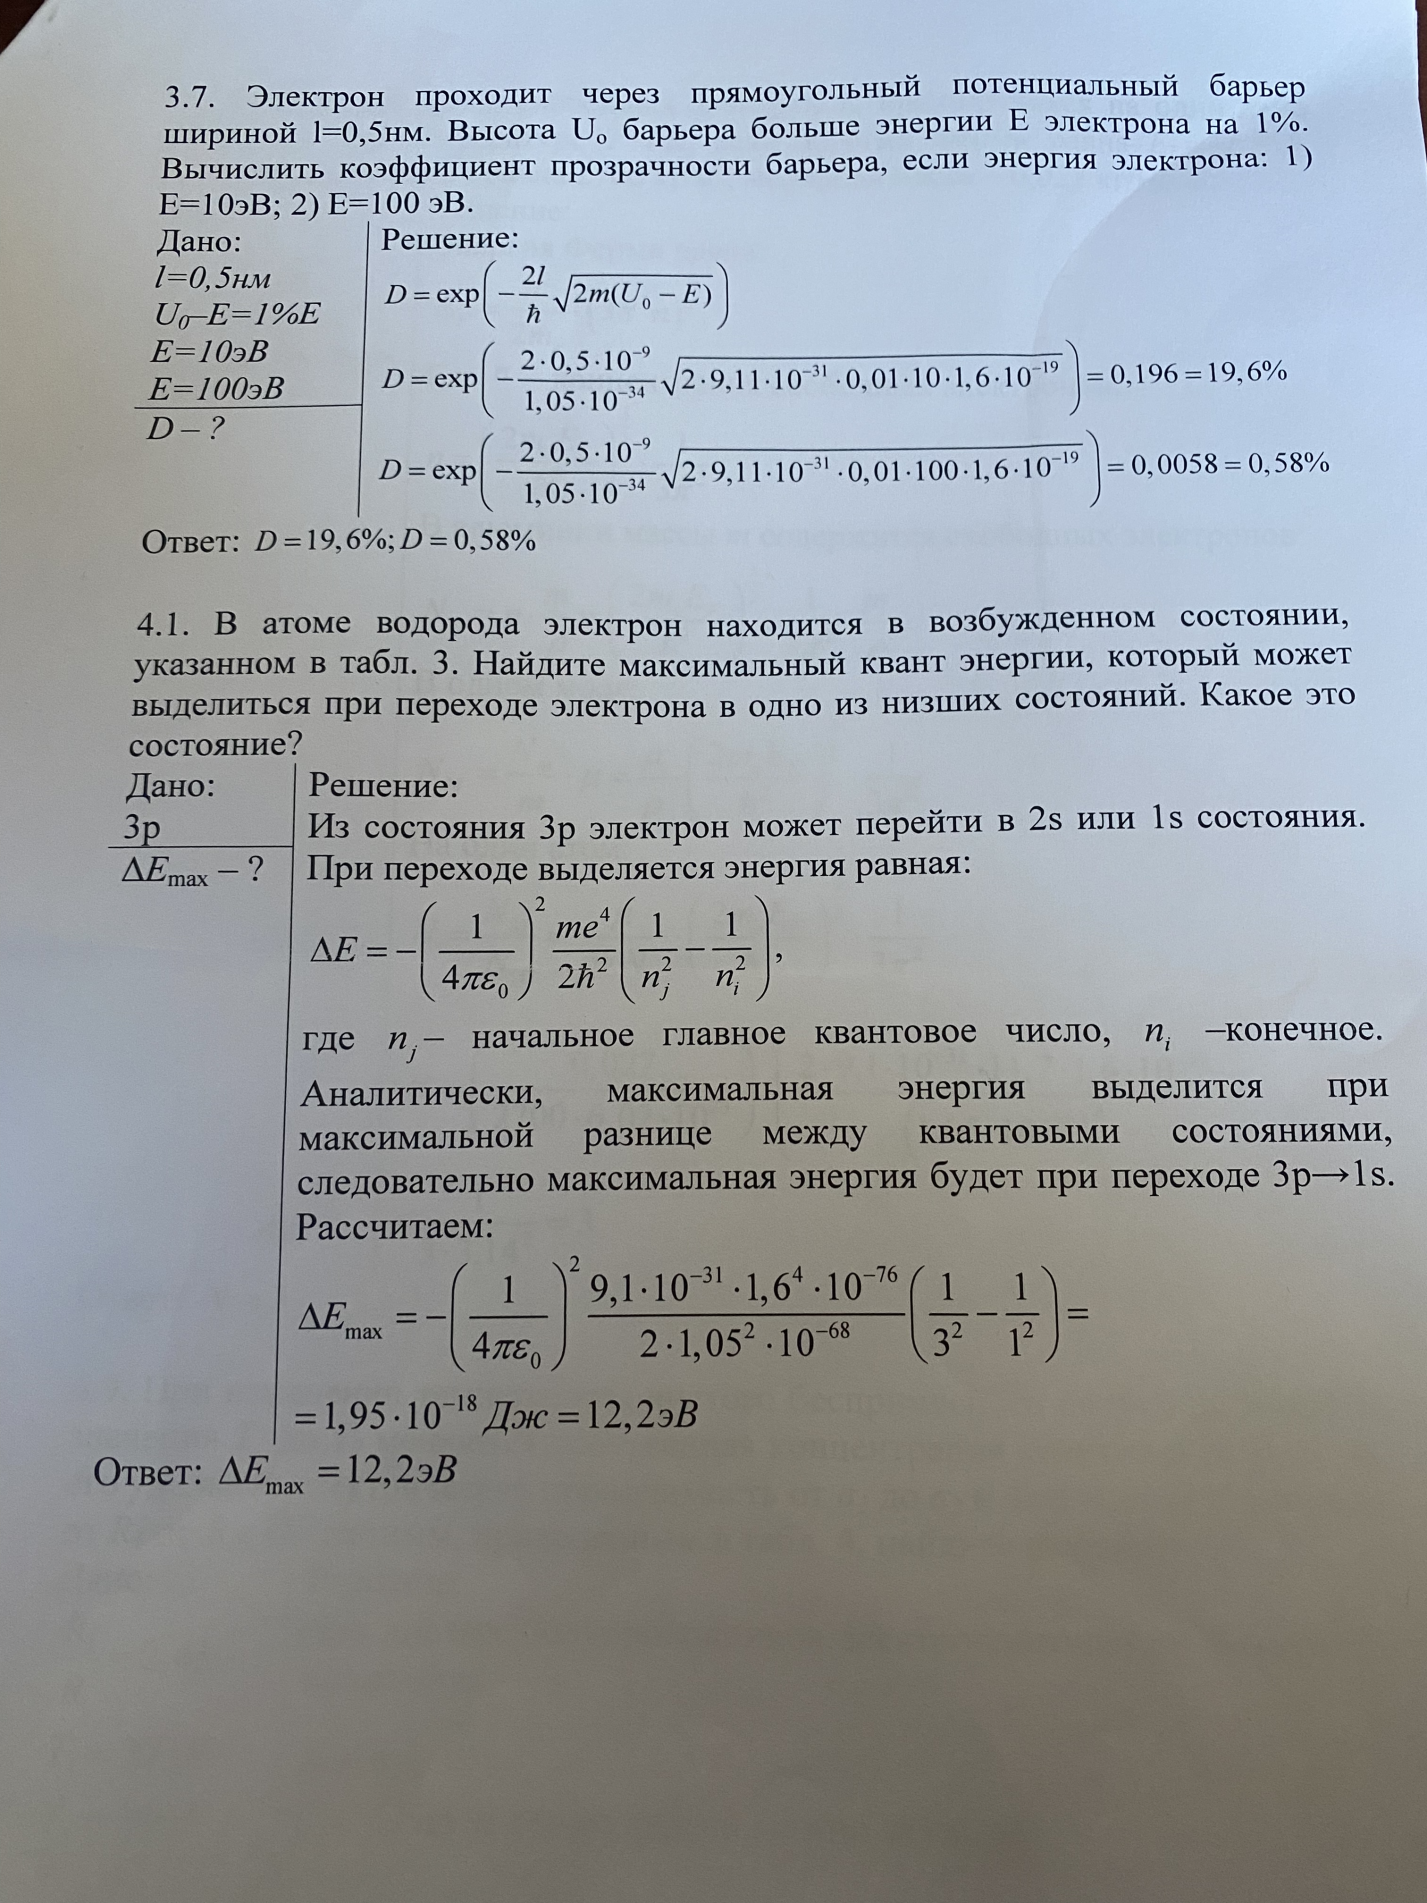 3.7. Электрон проходит через прямоугольный потенциальный барьер
шириной l=0,5нм. Высота U₀ барьера больше энергии E электрона на 1%.
Вычислить коэффициент прозрачности барьера, если энергия электрона: 1)
E=10эВ; 2) E=100 эВ.
Дано:
l=0,5нм
U₀–E=1%E
E=10эВ
E=100эВ
D – ?
Решение:
D = exp(−2l/ħ √(2m(U₀ − E)))
D = exp(−(2·0,5·10⁻⁹)/(1,05·10⁻³⁴) √(2·9,11·10⁻³¹·0,01·10·1,6·10⁻¹⁹)) = 0,196 = 19,6%
D = exp(−(2·0,5·10⁻⁹)/(1,05·10⁻³⁴) √(2·9,11·10⁻³¹·0,01·100·1,6·10⁻¹⁹)) = 0,0058 = 0,58%
Ответ: D = 19,6%; D = 0,58%
4.1. В атоме водорода электрон находится в возбужденном состоянии,
указанном в табл. 3. Найдите максимальный квант энергии, который может
выделиться при переходе электрона в одно из низших состояний. Какое это
состояние?
Дано:
3p
ΔE_max – ?
Решение:
Из состояния 3p электрон может перейти в 2s или 1s состояния.
При переходе выделяется энергия равная:
ΔE = −(1/(4πε₀))² me⁴/(2ħ²) (1/n_j² − 1/n_i²),
где n_j – начальное главное квантовое число, n_i –конечное.
Аналитически, максимальная энергия выделится при
максимальной разнице между квантовыми состояниями,
следовательно максимальная энергия будет при переходе 3p→1s.
Рассчитаем:
ΔE_max = −(1/(4πε₀))² (9,1·10⁻³¹·1,6⁴·10⁻⁷⁶)/(2·1,05²·10⁻⁶⁸) (1/3² − 1/1²) =
= 1,95·10⁻¹⁸ Дж = 12,2эВ
Ответ: ΔE_max = 12,2эВ